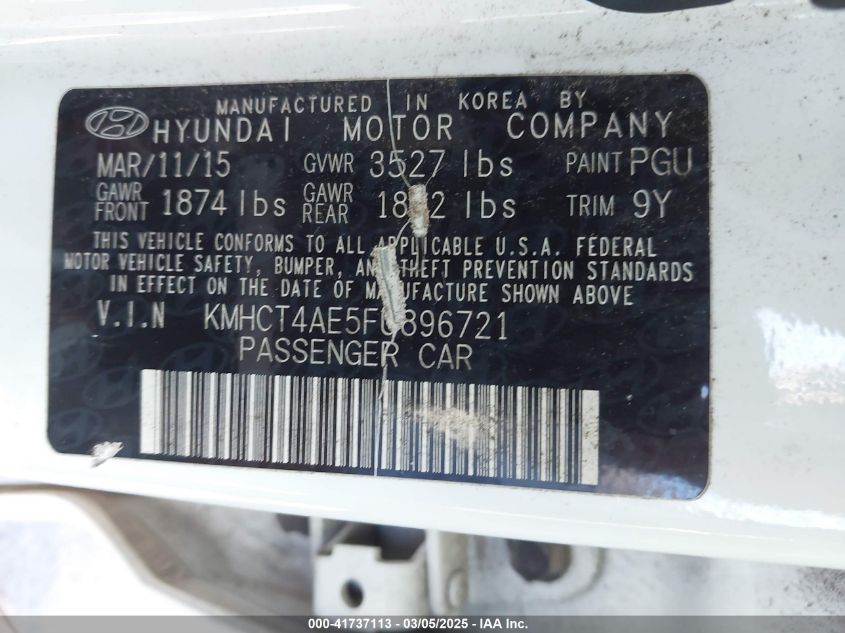 MANUFACTURED IN KOREA BY
HYUNDAI MOTOR COMPANY
MAR/11/15 GVWR 3527 lbs PAINT PGU
GAWR FRONT 1874 lbs GAWR REAR lbs TRIM 9Y
THIS VEHICLE CONFORMS TO ALL APPLICABLE U.S.A. FEDERAL
MOTOR VEHICLE SAFETY, BUMPER, AND THEFT PREVENTION STANDARDS
IN EFFECT ON THE DATE OF MANUFACTURE SHOWN ABOVE
V.I.N KMHCT4AE5FU896721
PASSENGER CAR
000-41737113 - 03/05/2025 - @COPYRIGHT IAA